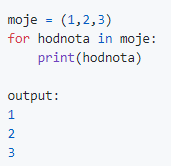 moje = (1,2,3)
for hodnota in moje:
    print(hodnota)

output:
1
2
3